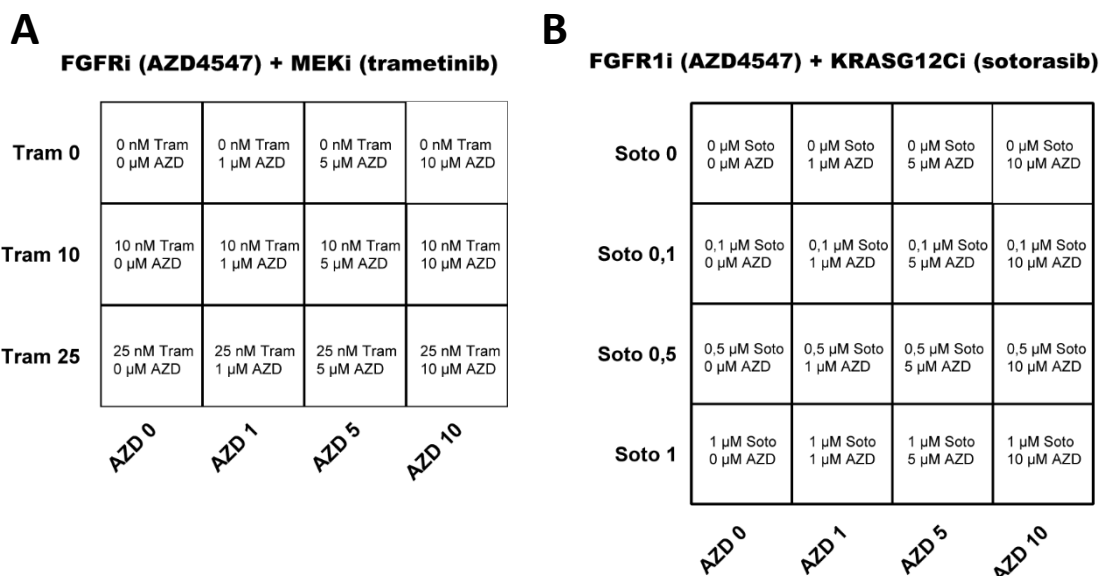 A
FGFRi (AZD4547) + MEKi (trametinib)
Tram 0
0 nM Tram
0 µM AZD
0 nM Tram
1 µM AZD
0 nM Tram
5 µM AZD
0 nM Tram
10 µM AZD
Tram 10
10 nM Tram
0 µM AZD
10 nM Tram
1 µM AZD
10 nM Tram
5 µM AZD
10 nM Tram
10 µM AZD
Tram 25
25 nM Tram
0 µM AZD
25 nM Tram
1 µM AZD
25 nM Tram
5 µM AZD
25 nM Tram
10 µM AZD
AZD 0
AZD 1
AZD 5
AZD 10
B
FGFR1i (AZD4547) + KRASG12Ci (sotorasib)
Soto 0
0 µM Soto
0 µM AZD
0 µM Soto
1 µM AZD
0 µM Soto
5 µM AZD
0 µM Soto
10 µM AZD
Soto 0,1
0,1 µM Soto
0 µM AZD
0,1 µM Soto
1 µM AZD
0,1 µM Soto
5 µM AZD
0,1 µM Soto
10 µM AZD
Soto 0,5
0,5 µM Soto
0 µM AZD
0,5 µM Soto
1 µM AZD
0,5 µM Soto
5 µM AZD
0,5 µM Soto
10 µM AZD
Soto 1
1 µM Soto
0 µM AZD
1 µM Soto
1 µM AZD
1 µM Soto
5 µM AZD
1 µM Soto
10 µM AZD
AZD 0
AZD 1
AZD 5
AZD 10